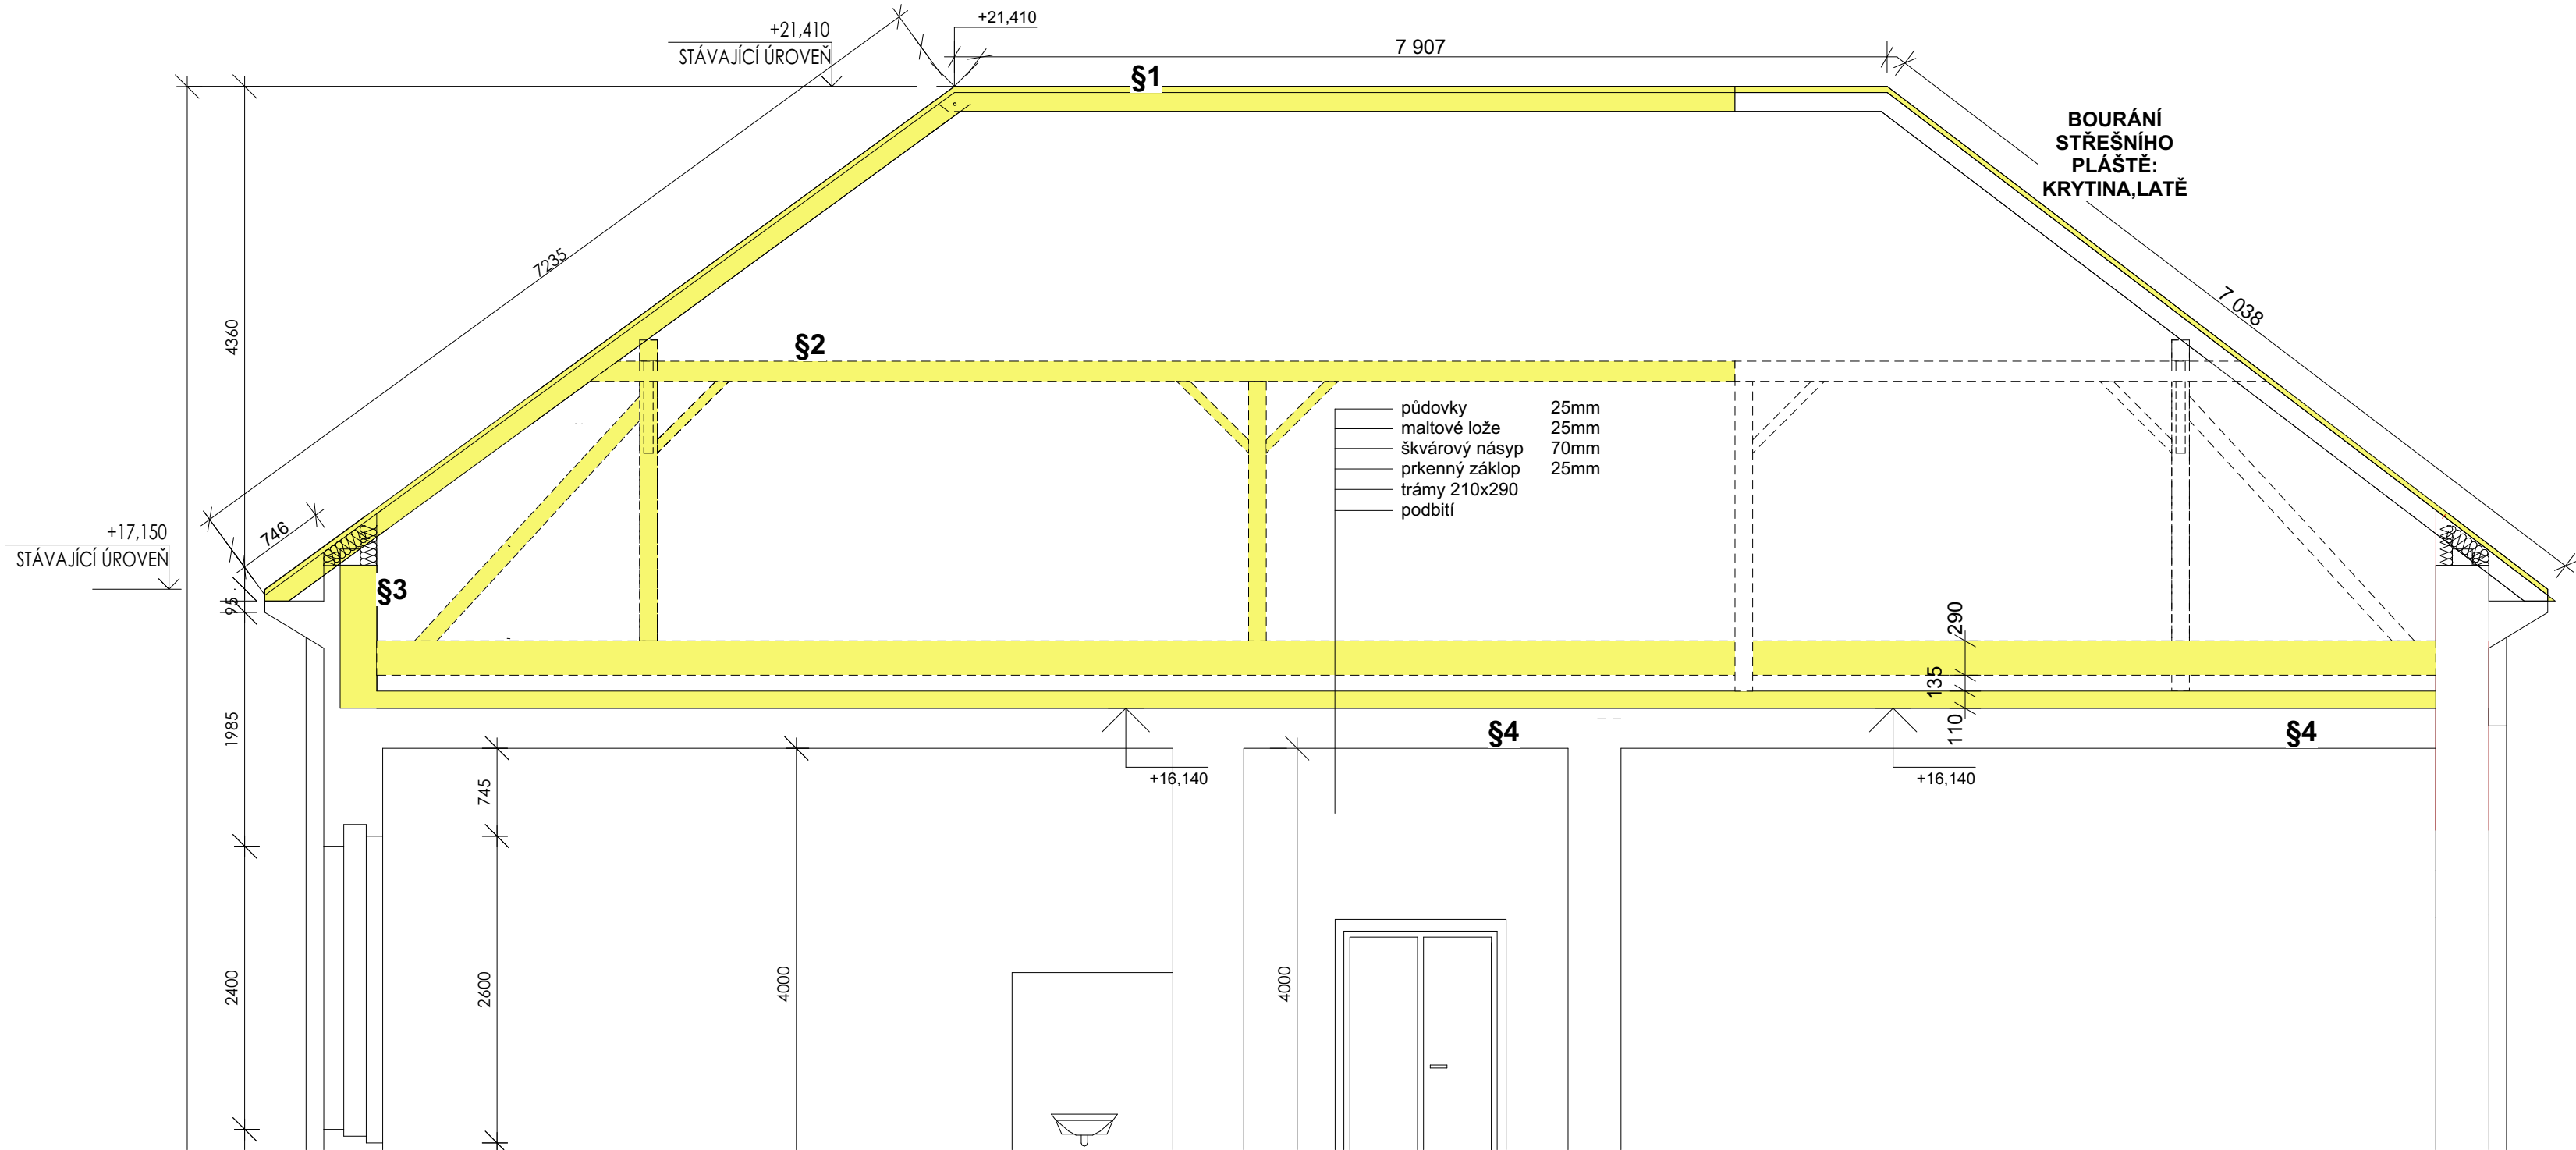 +21,410
+21,410
STÁVAJÍCÍ ÚROVEŇ
7 907
§1
BOURÁNÍ
STŘEŠNÍHO
PLÁŠTĚ:
KRYTINA,LATĚ
7235
7 038
4360
§2
půdovky 25mm
maltové lože 25mm
škvárový násyp 70mm
prkenný záklop 25mm
trámy 210x290
podbití
+17,150
STÁVAJÍCÍ ÚROVEŇ
746
§3
95
290
135
110
1985
§4
§4
+16,140
+16,140
745
2400
2600
4000
4000